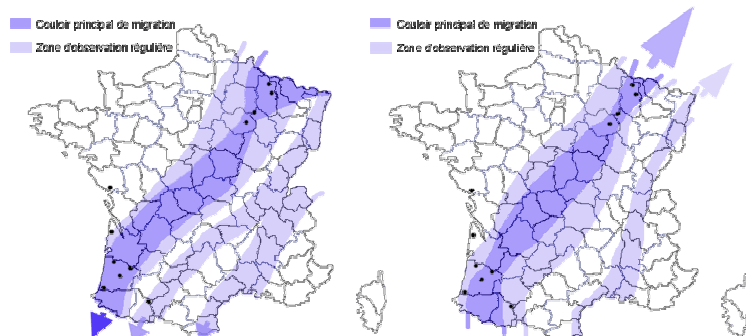 Couloir principal de migration
Zone d'observation régulière
Couloir principal de migration
Zone d'observation régulière